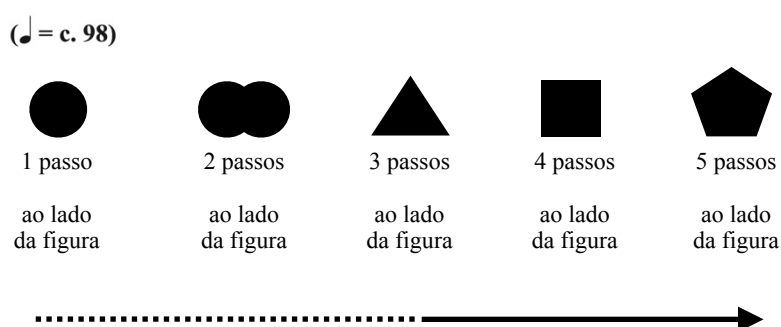 (♩ = c. 98)
1 passo 2 passos 3 passos 4 passos 5 passos
ao lado ao lado ao lado ao lado ao lado
da figura da figura da figura da figura da figura